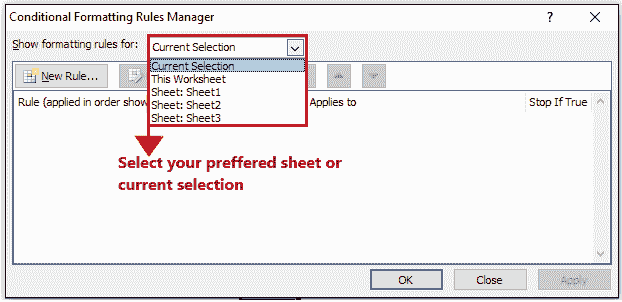 Conditional Formatting Rules Manager
Show formatting rules for: Current Selection
Current Selection
This Worksheet
Sheet: Sheet1
Sheet: Sheet2
Sheet: Sheet3
New Rule...
Rule (applied in order show Applies to Stop If True
Select your preffered sheet or
current selection
OK Close Apply